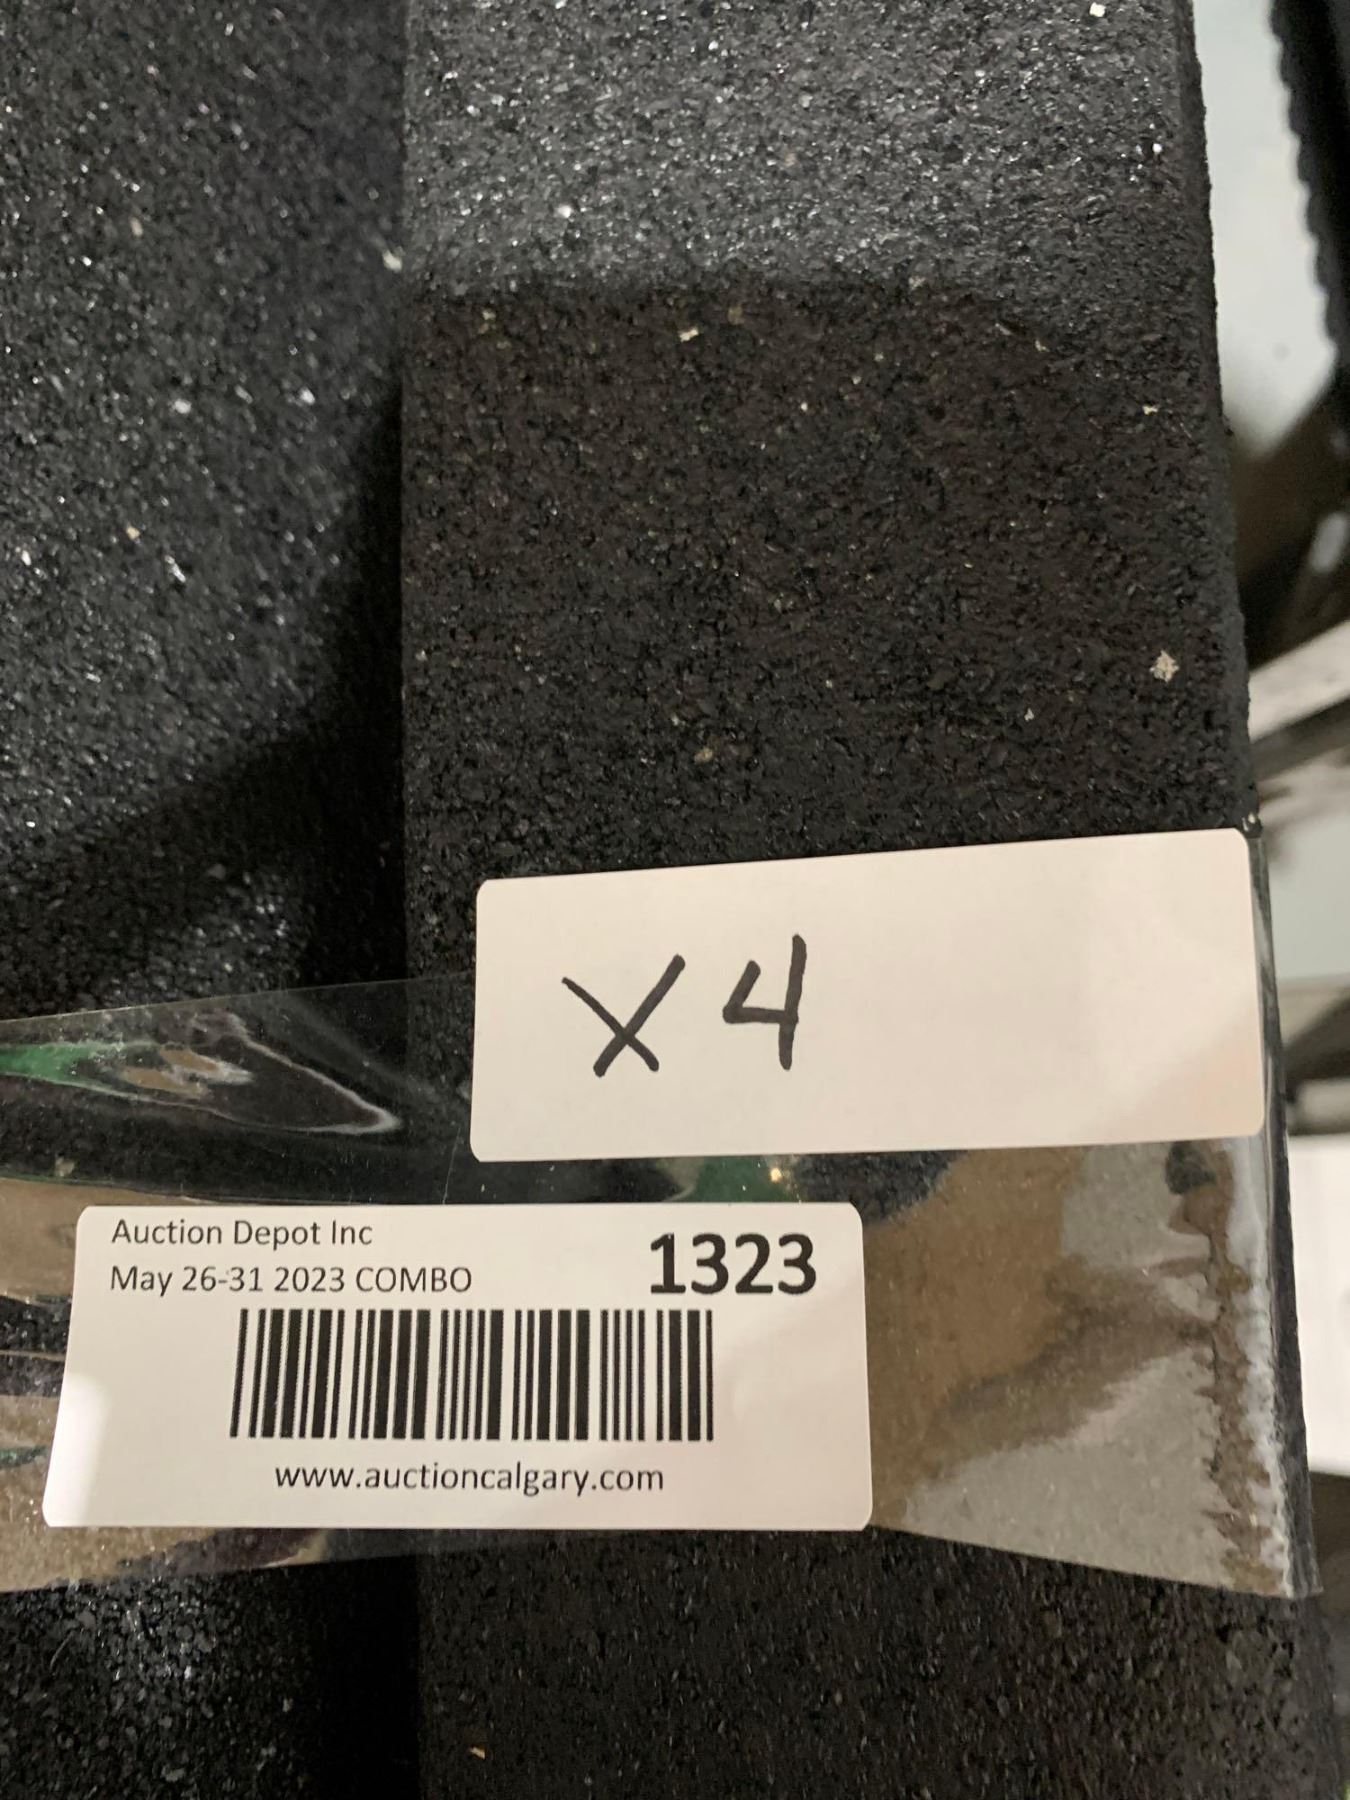 X4
Auction Depot Inc
May 26-31 2023 COMBO
1323
www.auctioncalgary.com